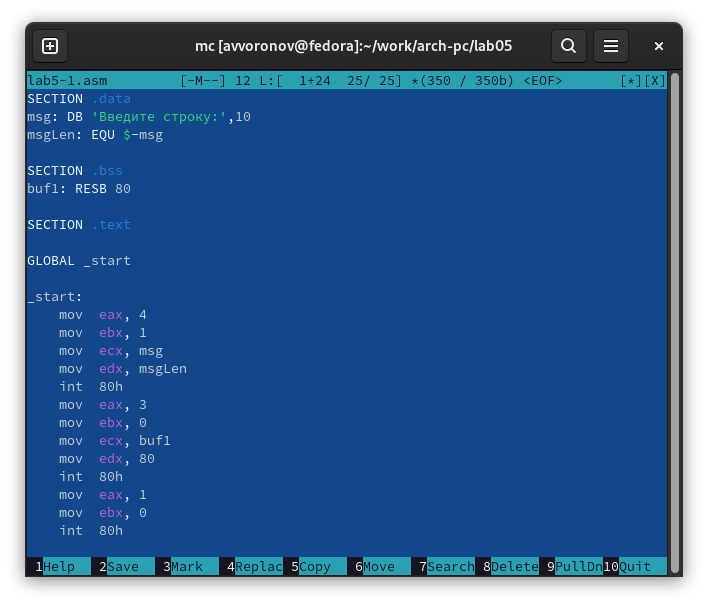 mc [avvoronov@fedora]:~/work/arch-pc/lab05
lab5-1.asm [-M--] 12 L:[ 1+24 25/ 25] *(350 / 350b) <EOF> [*][X]
SECTION .data
msg: DB 'Введите строку:',10
msgLen: EQU $-msg
SECTION .bss
buf1: RESB 80
SECTION .text
GLOBAL _start
_start:
mov eax, 4
mov ebx, 1
mov ecx, msg
mov edx, msgLen
int 80h
mov eax, 3
mov ebx, 0
mov ecx, buf1
mov edx, 80
int 80h
mov eax, 1
mov ebx, 0
int 80h
1Help 2Save 3Mark 4Replac 5Copy 6Move 7Search 8Delete 9PullDn 10Quit